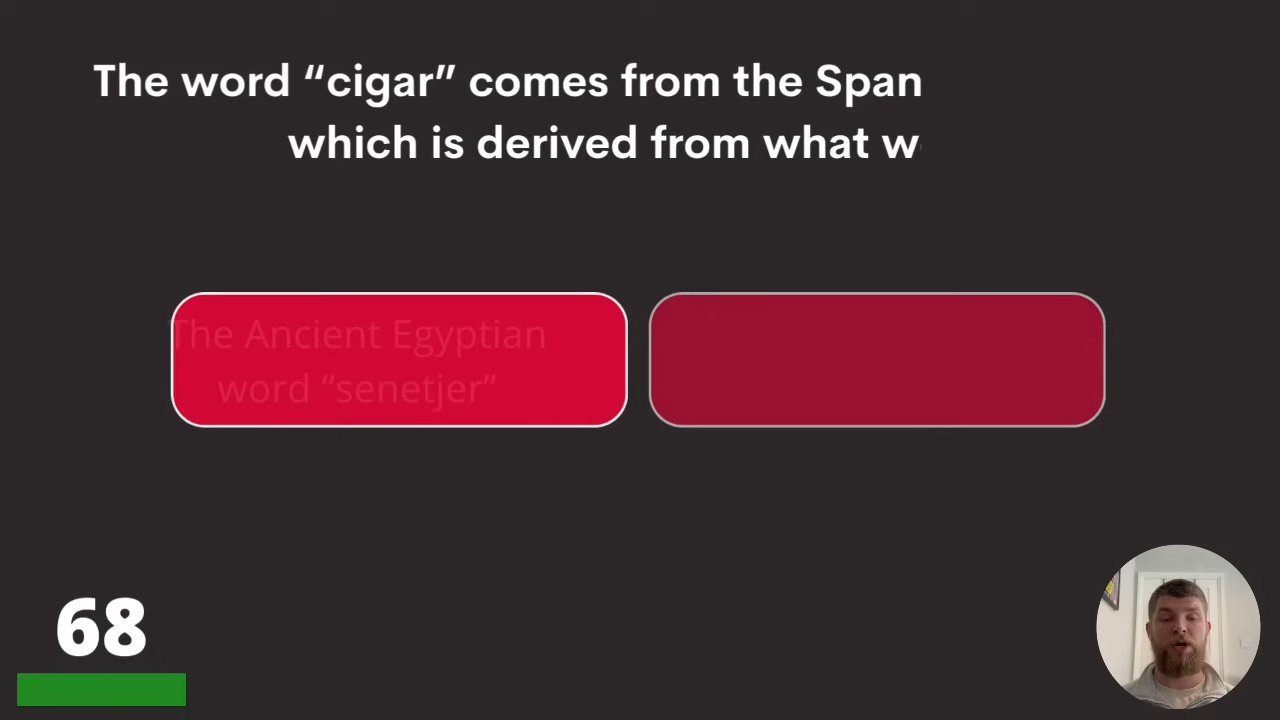 The word “cigar” comes from the Span
which is derived from what w
The Ancient Egyptian
word “senetjer”
68